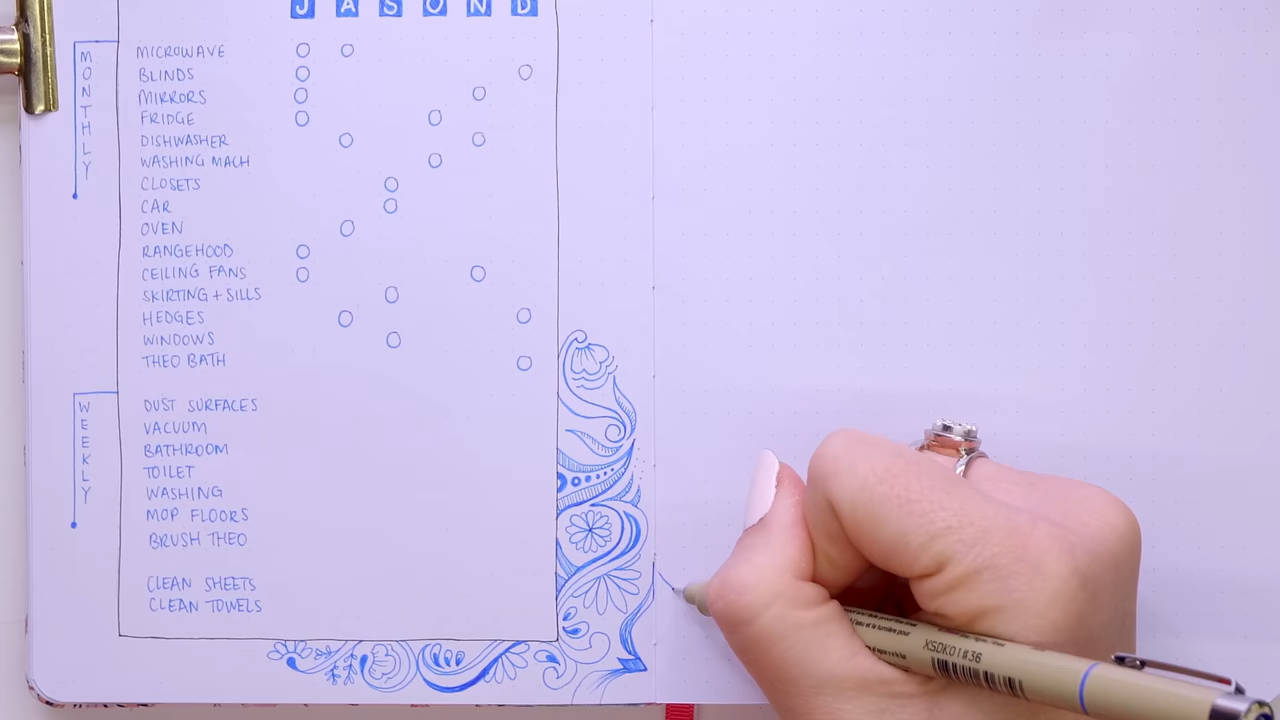 J A S O N D
MONTHLY
MICROWAVE
BLINDS
MIRRORS
FRIDGE
DISHWASHER
WASHING MACH
CLOSETS
CAR
OVEN
RANGEHOOD
CEILING FANS
SKIRTING + SILLS
HEDGES
WINDOWS
THEO BATH
WEEKLY
DUST SURFACES
VACUUM
BATHROOM
TOILET
WASHING
MOP FLOORS
BRUSH THEO
CLEAN SHEETS
CLEAN TOWELS
XSDK01#36